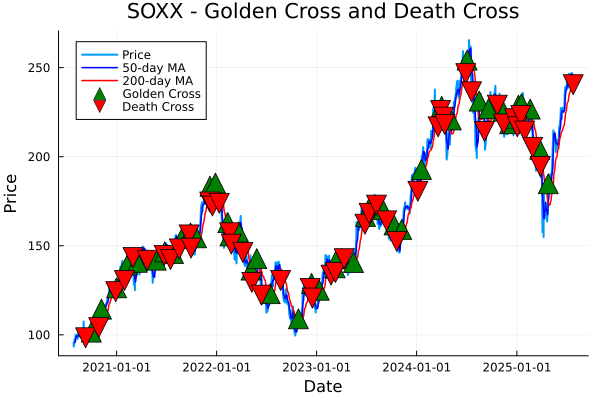 SOXX - Golden Cross and Death Cross
Price
50-day MA
200-day MA
Golden Cross
Death Cross
250
200
150
100
Price
2021-01-01
2022-01-01
2023-01-01
2024-01-01
2025-01-01
Date